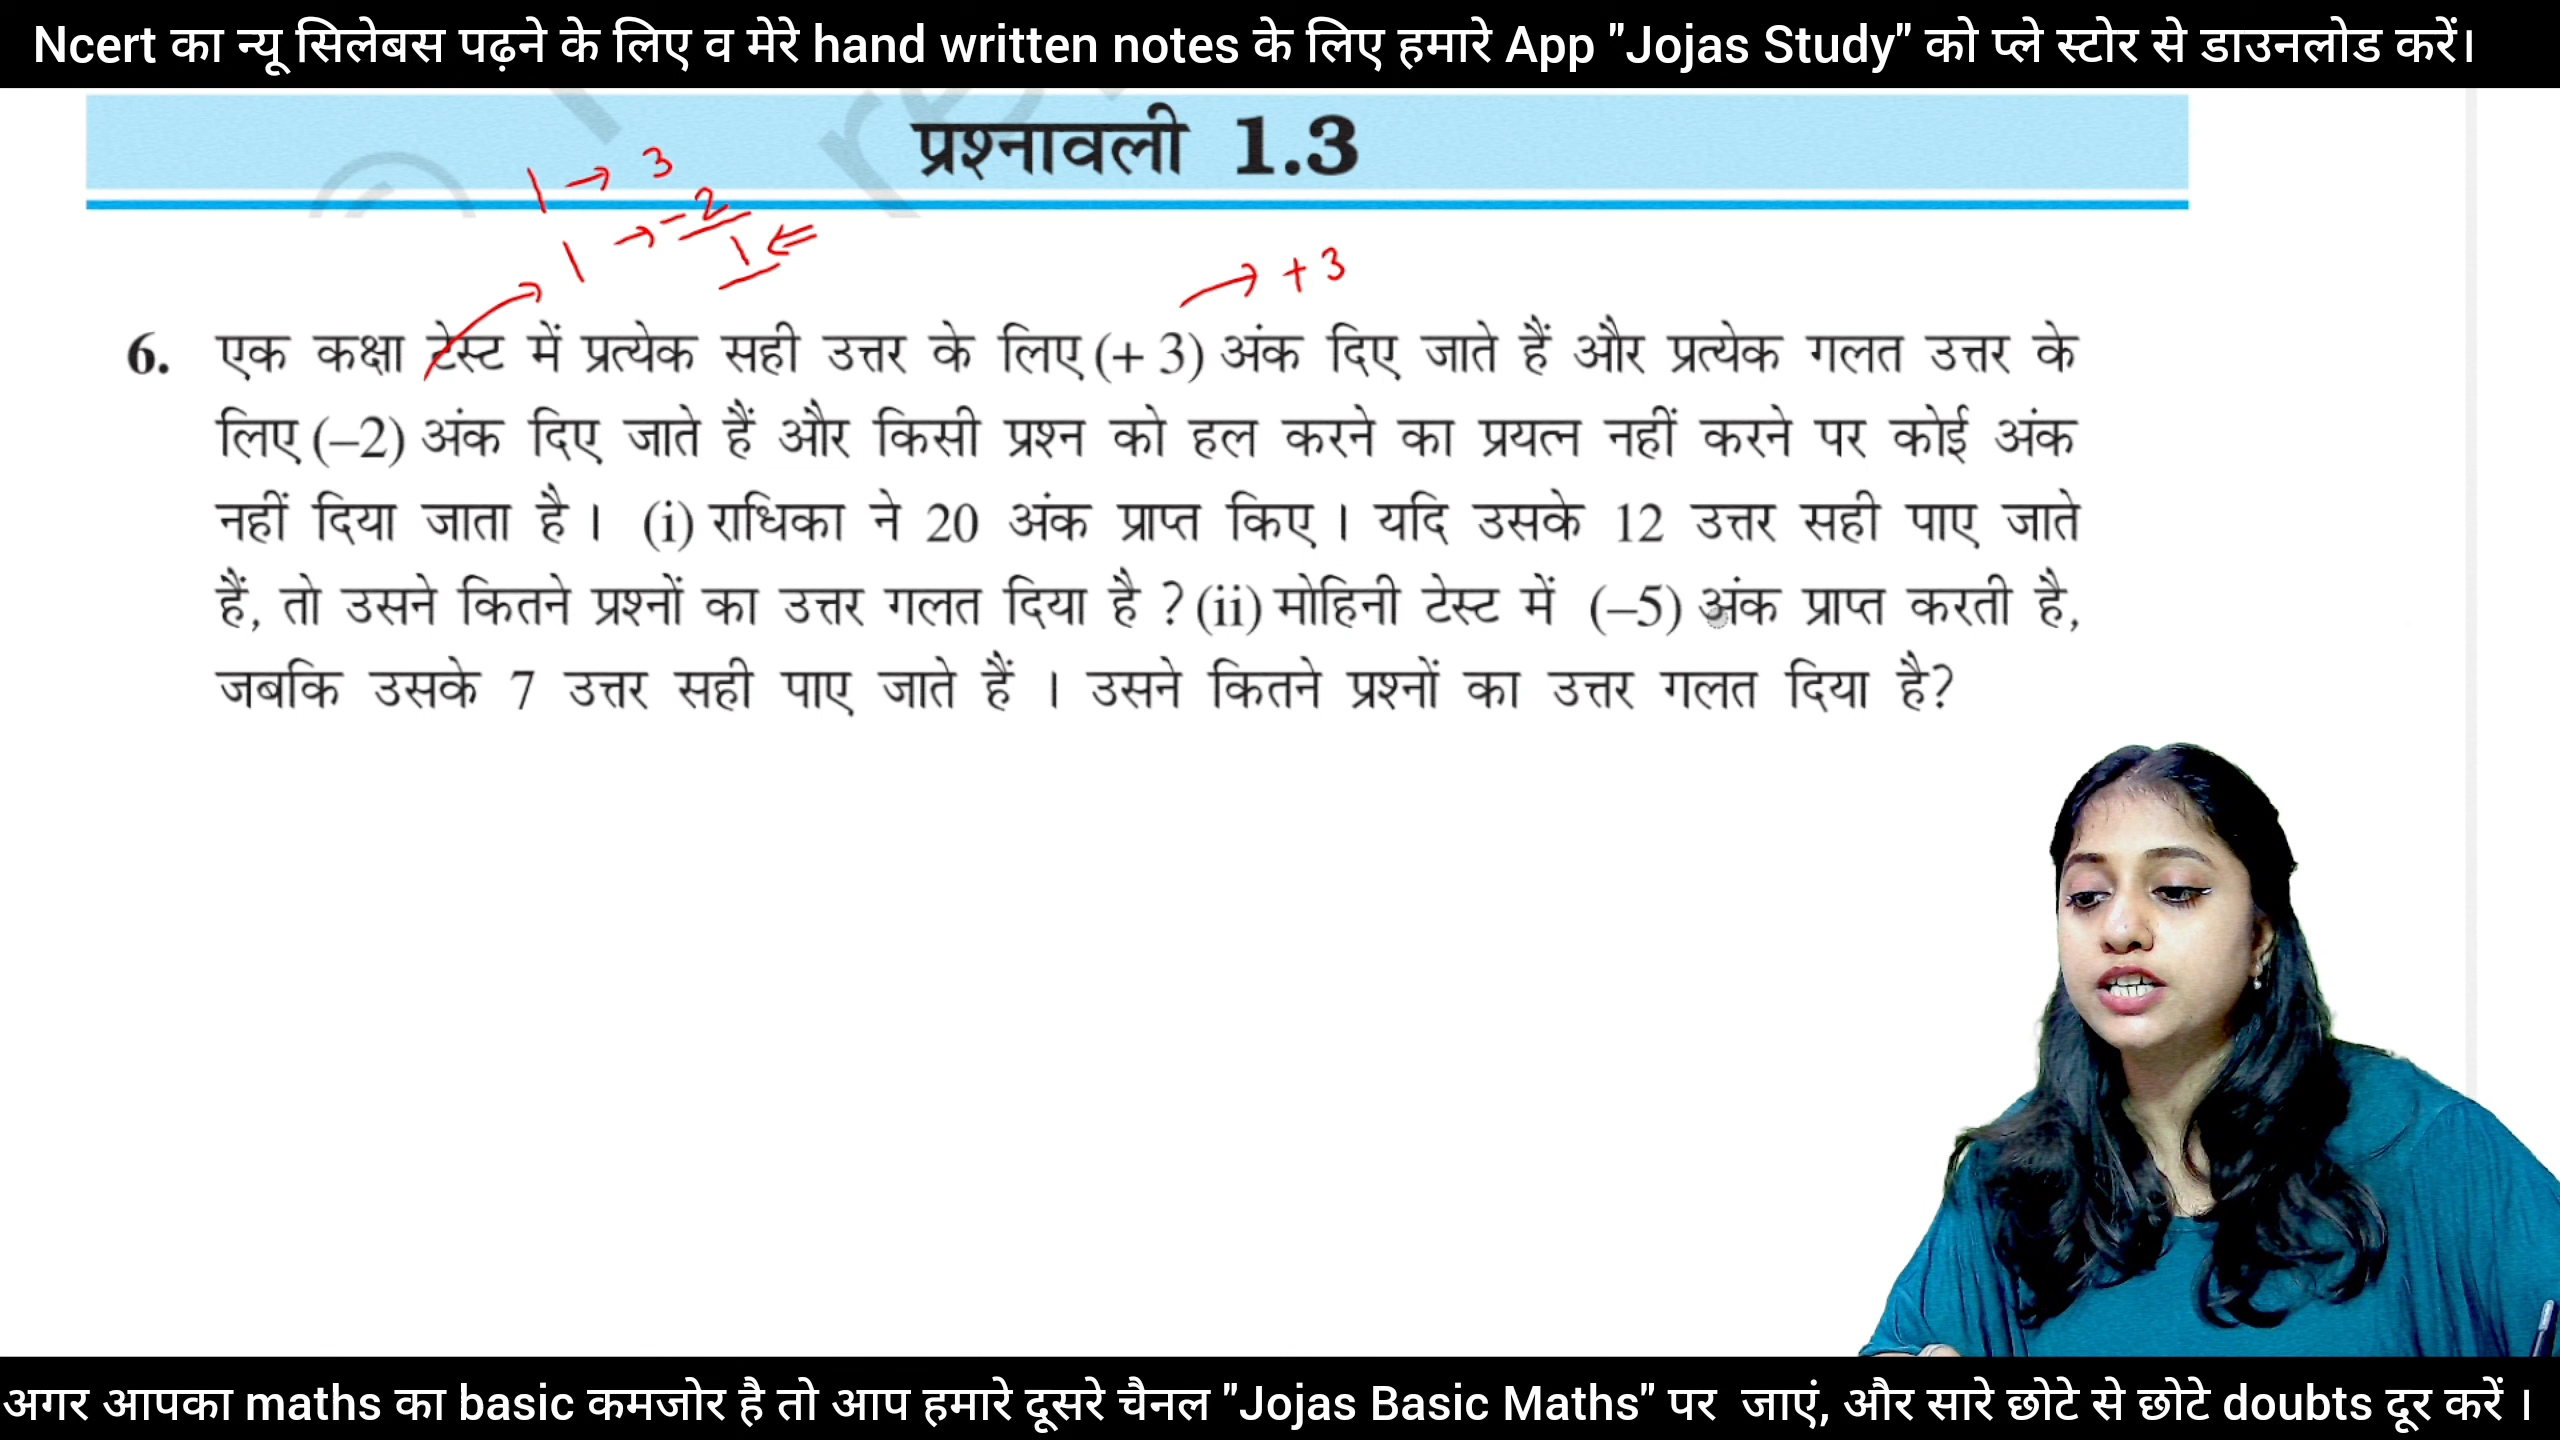 Ncert का न्यू सिलेबस पढ़ने के लिए व मेरे hand written notes के लिए हमारे App "Jojas Study" को प्ले स्टोर से डाउनलोड करें।
प्रश्नावली 1.3
1 → 3
1 → -2
1
→ +3
6. एक कक्षा टेस्ट में प्रत्येक सही उत्तर के लिए (+ 3) अंक दिए जाते हैं और प्रत्येक गलत उत्तर के
लिए (–2) अंक दिए जाते हैं और किसी प्रश्न को हल करने का प्रयत्न नहीं करने पर कोई अंक
नहीं दिया जाता है। (i) राधिका ने 20 अंक प्राप्त किए। यदि उसके 12 उत्तर सही पाए जाते
हैं, तो उसने कितने प्रश्नों का उत्तर गलत दिया है ? (ii) मोहिनी टेस्ट में (–5) अंक प्राप्त करती है,
जबकि उसके 7 उत्तर सही पाए जाते हैं । उसने कितने प्रश्नों का उत्तर गलत दिया है?
अगर आपका maths का basic कमजोर है तो आप हमारे दूसरे चैनल "Jojas Basic Maths" पर जाएं, और सारे छोटे से छोटे doubts दूर करें ।